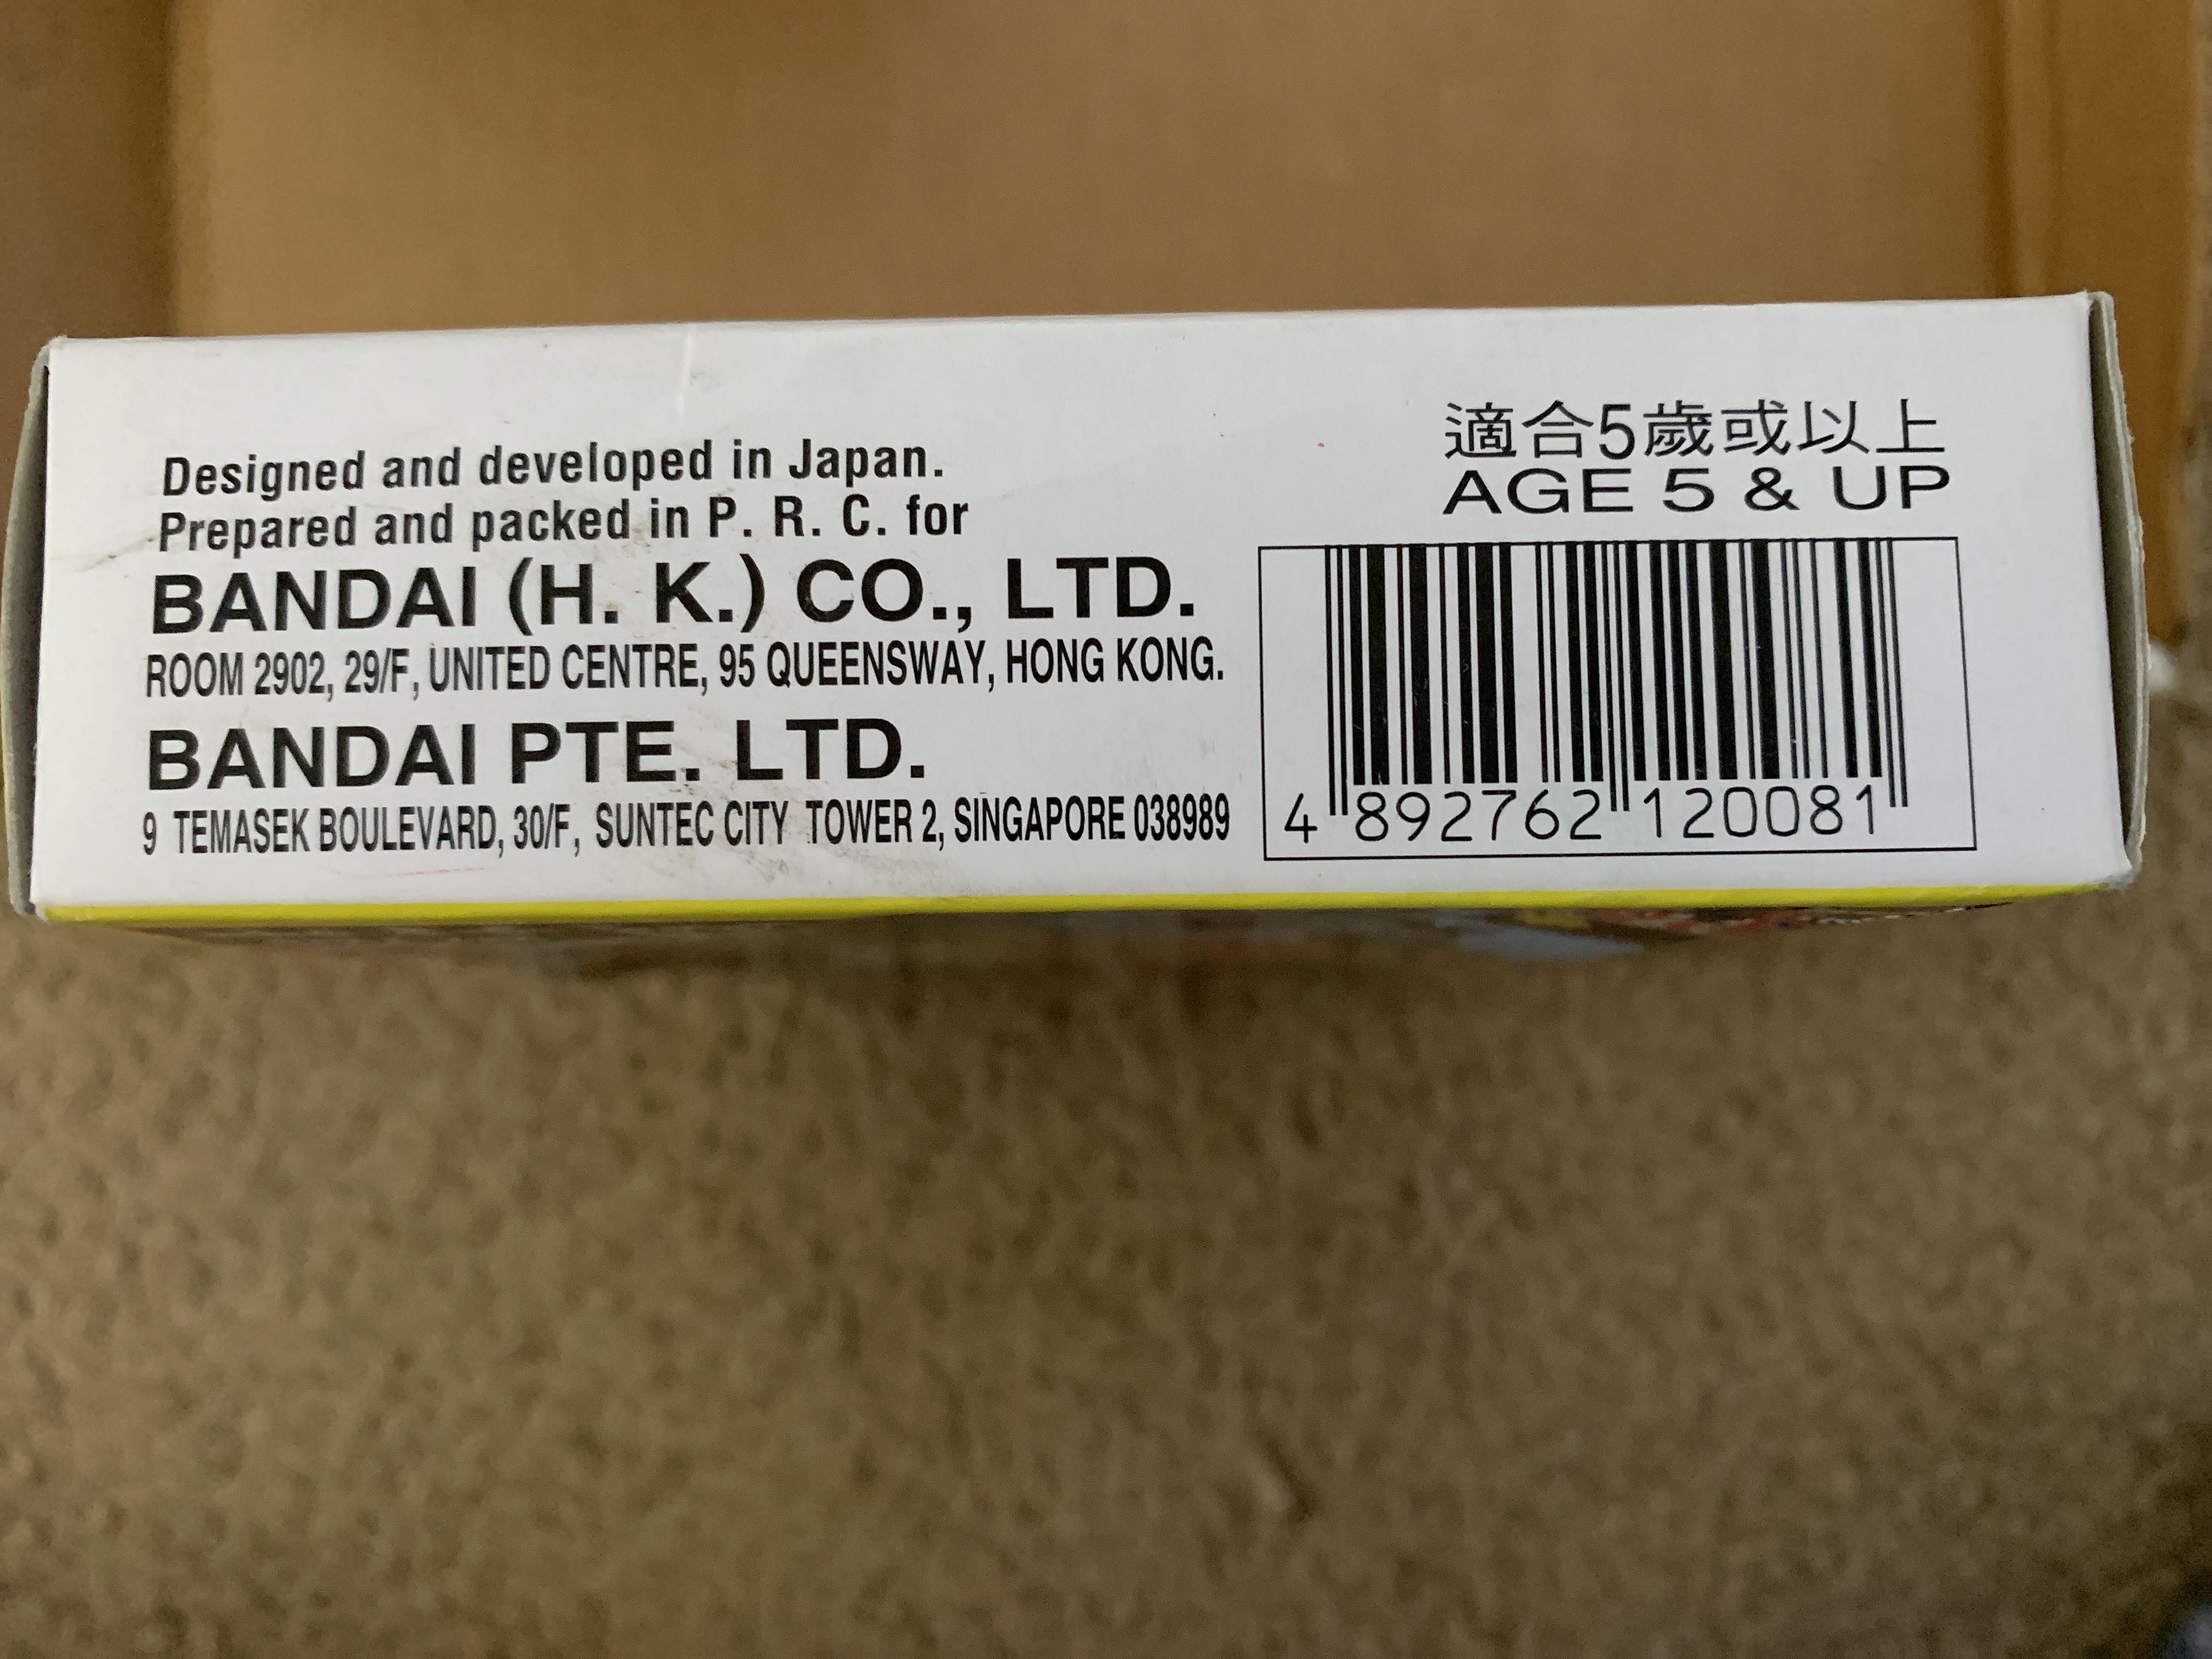 Designed and developed in Japan.
Prepared and packed in P. R. C. for
BANDAI (H. K.) CO., LTD.
ROOM 2902, 29/F, UNITED CENTRE, 95 QUEENSWAY, HONG KONG.
BANDAI PTE. LTD.
9 TEMASEK BOULEVARD, 30/F, SUNTEC CITY TOWER 2, SINGAPORE 038989
適合5歲或以上
AGE 5 & UP
4 892762 120081